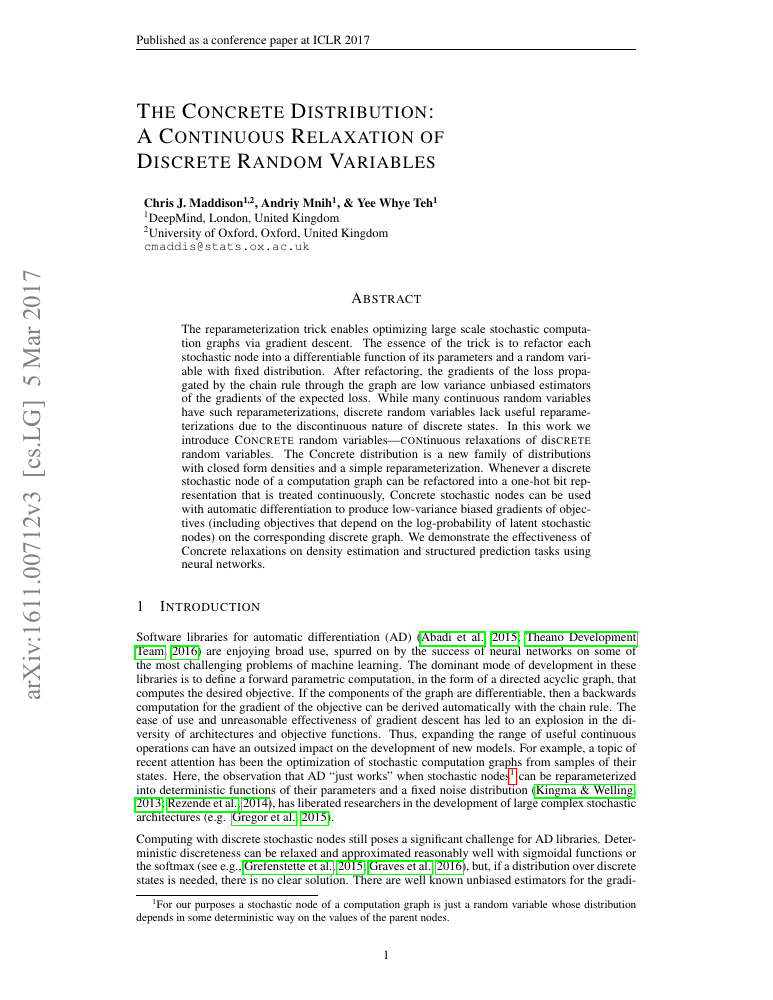 Published as a conference paper at ICLR 2017
THE CONCRETE DISTRIBUTION:
A CONTINUOUS RELAXATION OF
DISCRETE RANDOM VARIABLES
Chris J. Maddison1,2, Andriy Mnih1, & Yee Whye Teh1
1DeepMind, London, United Kingdom
2University of Oxford, Oxford, United Kingdom
cmaddis@stats.ox.ac.uk
ABSTRACT
The reparameterization trick enables optimizing large scale stochastic computa-
tion graphs via gradient descent. The essence of the trick is to refactor each
stochastic node into a differentiable function of its parameters and a random vari-
able with fixed distribution. After refactoring, the gradients of the loss propa-
gated by the chain rule through the graph are low variance unbiased estimators
of the gradients of the expected loss. While many continuous random variables
have such reparameterizations, discrete random variables lack useful reparame-
terizations due to the discontinuous nature of discrete states. In this work we
introduce CONCRETE random variables—CONtinuous relaxations of disCRETE
random variables. The Concrete distribution is a new family of distributions
with closed form densities and a simple reparameterization. Whenever a discrete
stochastic node of a computation graph can be refactored into a one-hot bit rep-
resentation that is treated continuously, Concrete stochastic nodes can be used
with automatic differentiation to produce low-variance biased gradients of objec-
tives (including objectives that depend on the log-probability of latent stochastic
nodes) on the corresponding discrete graph. We demonstrate the effectiveness of
Concrete relaxations on density estimation and structured prediction tasks using
neural networks.
1 INTRODUCTION
Software libraries for automatic differentiation (AD) (Abadi et al., 2015; Theano Development
Team, 2016) are enjoying broad use, spurred on by the success of neural networks on some of
the most challenging problems of machine learning. The dominant mode of development in these
libraries is to define a forward parametric computation, in the form of a directed acyclic graph, that
computes the desired objective. If the components of the graph are differentiable, then a backwards
computation for the gradient of the objective can be derived automatically with the chain rule. The
ease of use and unreasonable effectiveness of gradient descent has led to an explosion in the di-
versity of architectures and objective functions. Thus, expanding the range of useful continuous
operations can have an outsized impact on the development of new models. For example, a topic of
recent attention has been the optimization of stochastic computation graphs from samples of their
states. Here, the observation that AD “just works” when stochastic nodes1 can be reparameterized
into deterministic functions of their parameters and a fixed noise distribution (Kingma & Welling,
2013; Rezende et al., 2014), has liberated researchers in the development of large complex stochastic
architectures (e.g. Gregor et al., 2015).
Computing with discrete stochastic nodes still poses a significant challenge for AD libraries. Deter-
ministic discreteness can be relaxed and approximated reasonably well with sigmoidal functions or
the softmax (see e.g., Grefenstette et al., 2015; Graves et al., 2016), but, if a distribution over discrete
states is needed, there is no clear solution. There are well known unbiased estimators for the gradi-
1For our purposes a stochastic node of a computation graph is just a random variable whose distribution
depends in some deterministic way on the values of the parent nodes.
1
arXiv:1611.00712v3 [cs.LG] 5 Mar 2017